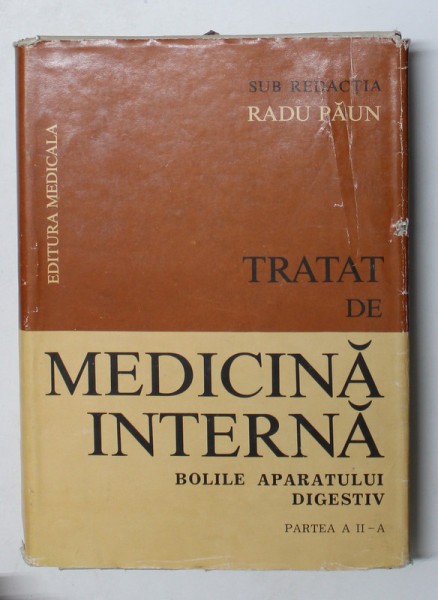 SUB REDACȚIA
RADU PĂUN
EDITURA MEDICALA
TRATAT
DE
MEDICINĂ
INTERNĂ
BOLILE APARATULUI
DIGESTIV
PARTEA A II-A